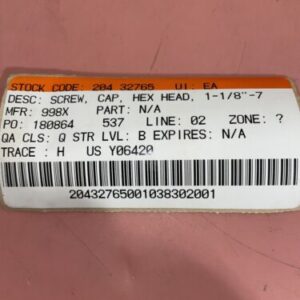 STOCK CODE: 204 32765 UI: EA
DESC: SCREW, CAP, HEX HEAD, 1-1/8"-7
MFR: 998X PART: N/A
PO: 180864 537 LINE: 02 ZONE: ?
QA CLS: Q STR LVL: B EXPIRES: N/A
TRACE : H US Y06420
20432765001038302001